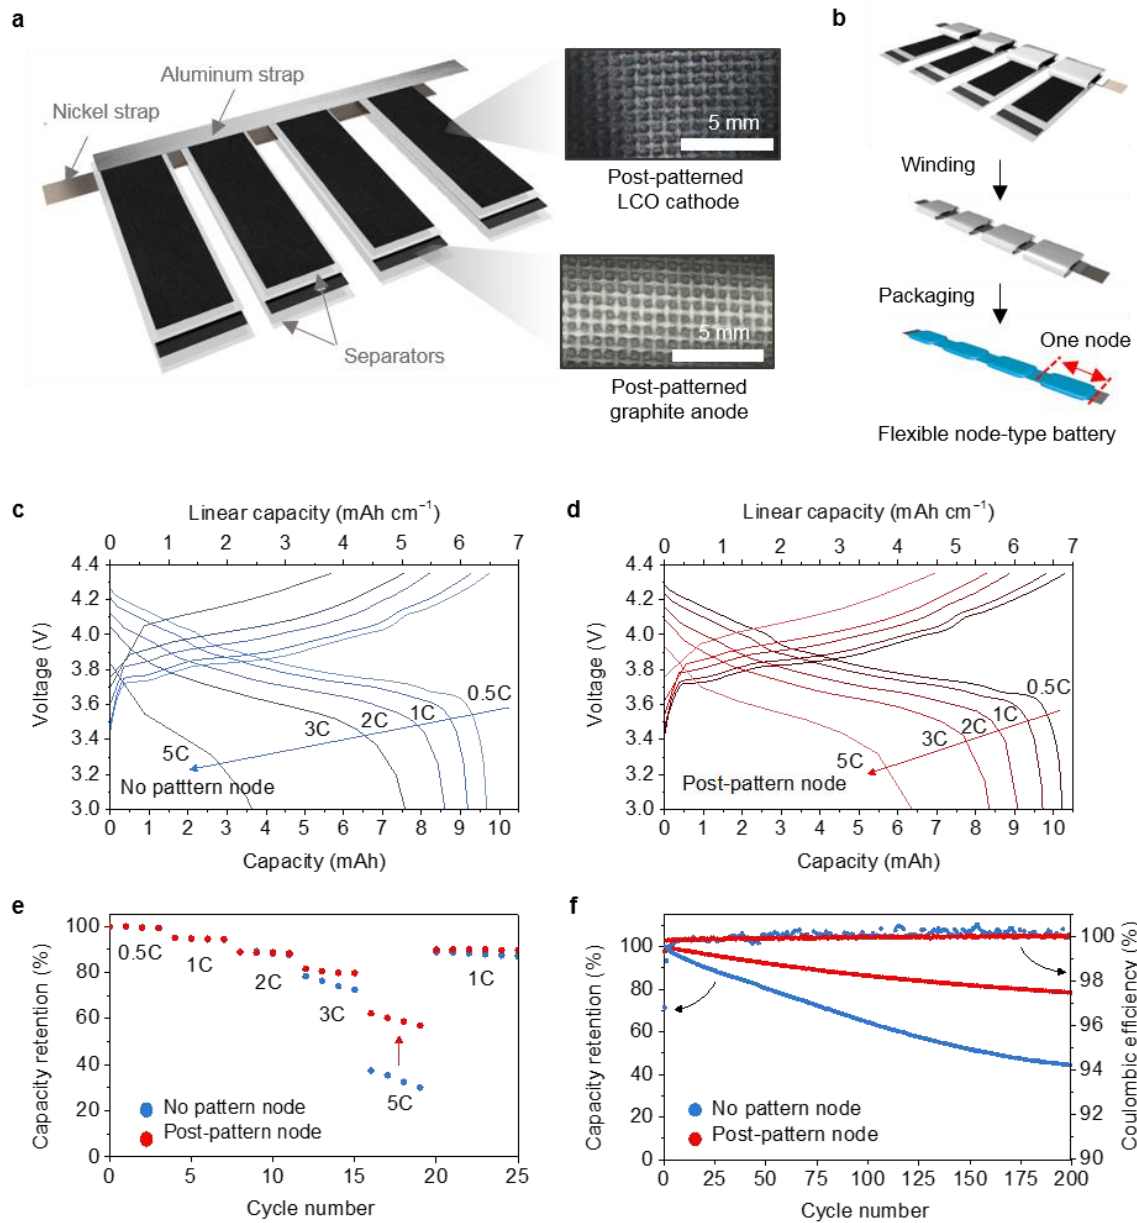 a
Aluminum strap
Nickel strap
Separators
5 mm
Post-patterned
LCO cathode
5 mm
Post-patterned
graphite anode
b
Winding
Packaging
One node
Flexible node-type battery
c
Linear capacity (mAh cm⁻¹)
0 1 2 3 4 5 6 7
Voltage (V)
4.4
4.2
4.0
3.8
3.6
3.4
3.2
3.0
0.5C
1C
2C
3C
5C
No patttern node
0 1 2 3 4 5 6 7 8 9 10
Capacity (mAh)
d
Linear capacity (mAh cm⁻¹)
0 1 2 3 4 5 6 7
Voltage (V)
4.4
4.2
4.0
3.8
3.6
3.4
3.2
3.0
0.5C
1C
2C
3C
5C
Post-pattern node
0 1 2 3 4 5 6 7 8 9 10
Capacity (mAh)
e
Capacity retention (%)
100
80
60
40
20
0
0.5C
1C
2C
3C
5C
1C
No pattern node
Post-pattern node
0 5 10 15 20 25
Cycle number
f
Capacity retention (%)
100
80
60
40
20
0
No pattern node
Post-pattern node
0 25 50 75 100 125 150 175 200
Cycle number
100
98
96
94
92
90
Coulombic efficiency (%)